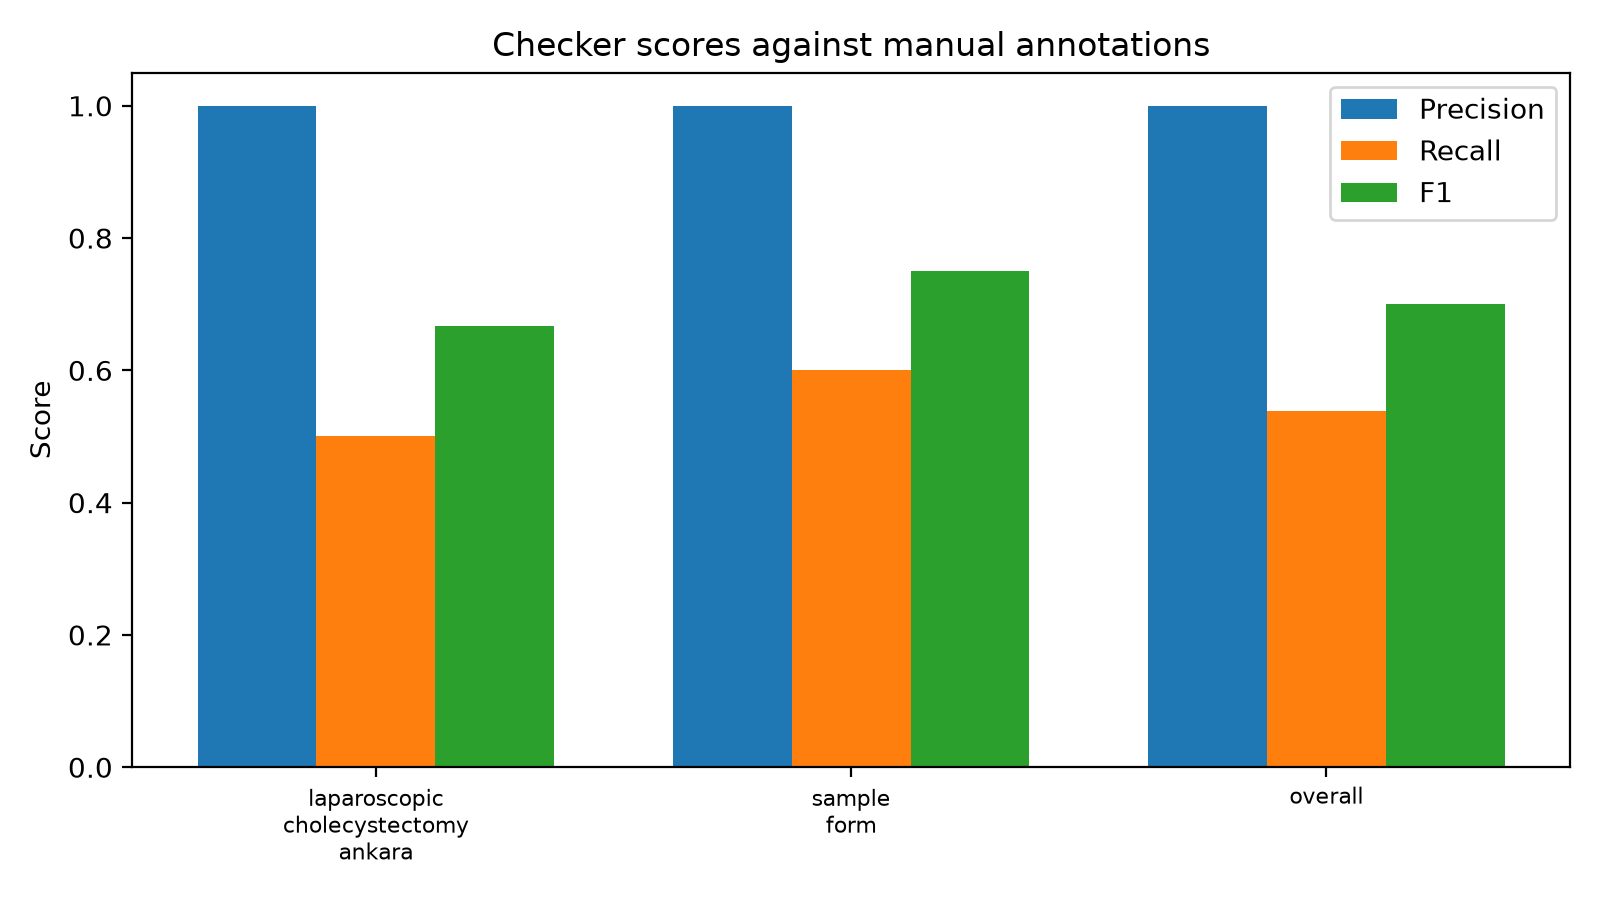 Checker scores against manual annotations
Score
1.0
0.8
0.6
0.4
0.2
0.0
Precision
Recall
F1
laparoscopic
cholecystectomy
ankara
sample
form
overall